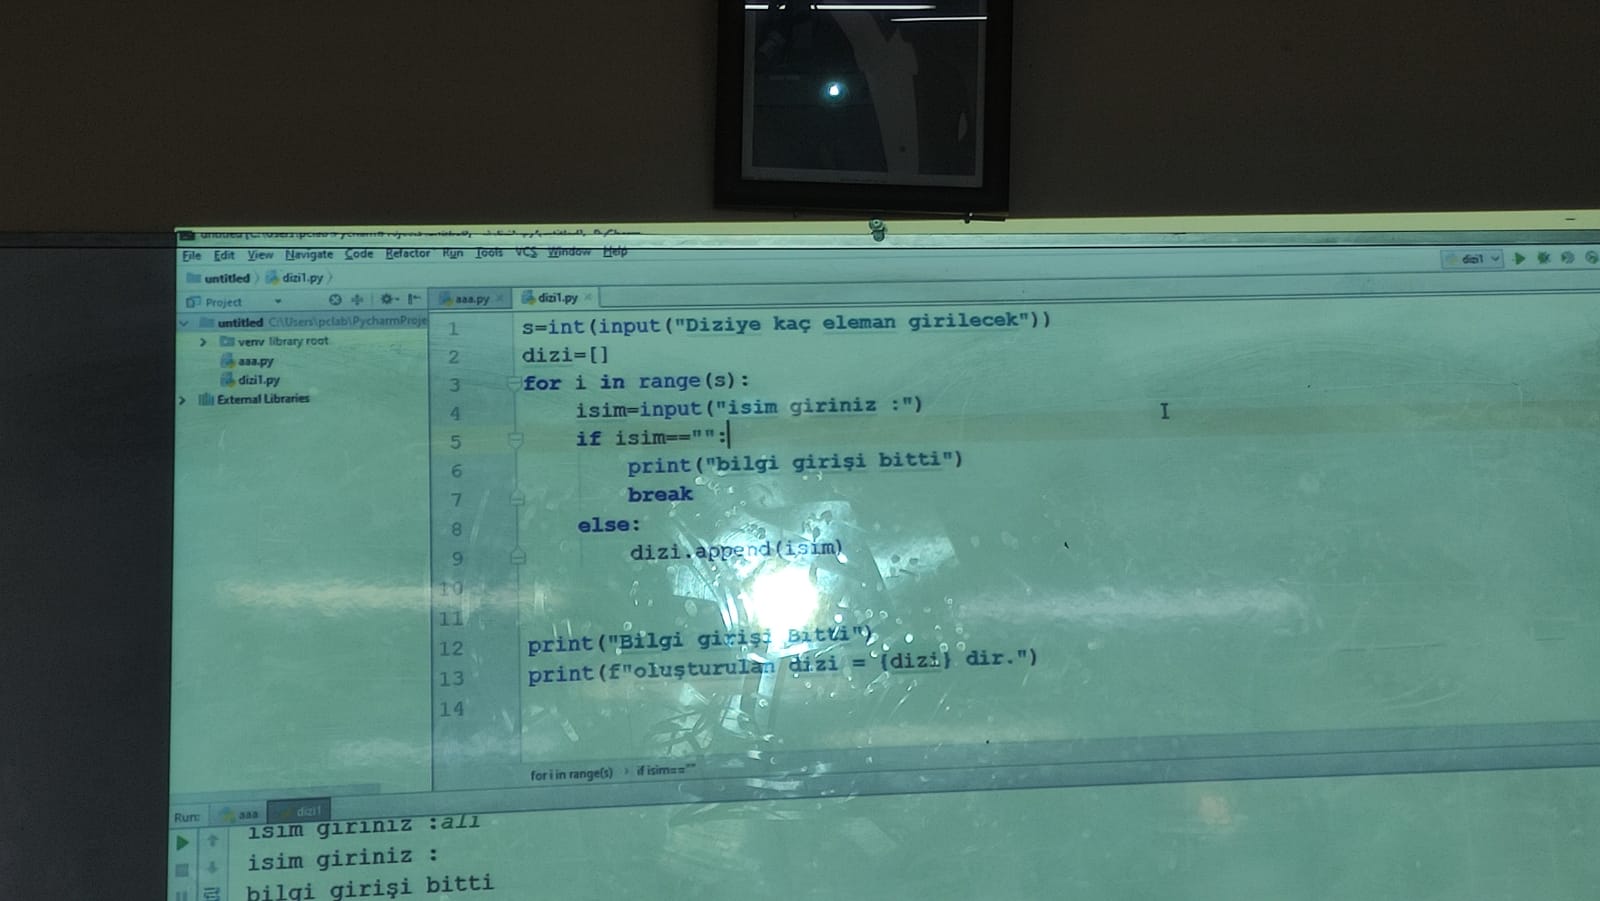 File Edit View Navigate Code Refactor Run Tools VCS Window Help
untitled dizi1.py
dizi1
Project
aaa.py dizi1.py
untitled C:\Users\pclab\PycharmProje
venv library root
aaa.py
dizi1.py
External Libraries
1 s=int(input("Diziye kaç eleman girilecek"))
2 dizi=[]
3 for i in range(s):
4 isim=input("isim giriniz :")
5 if isim=="":
6 print("bilgi girişi bitti")
7 break
8 else:
9 dizi.append(isim)
10
11
12 print("Bilgi girişi Bitti")
13 print(f"oluşturulan dizi = {dizi} dir.")
14
for i in range(s) if isim==""
Run: aaa dizi1
isim giriniz :ali
isim giriniz :
bilgi girişi bitti